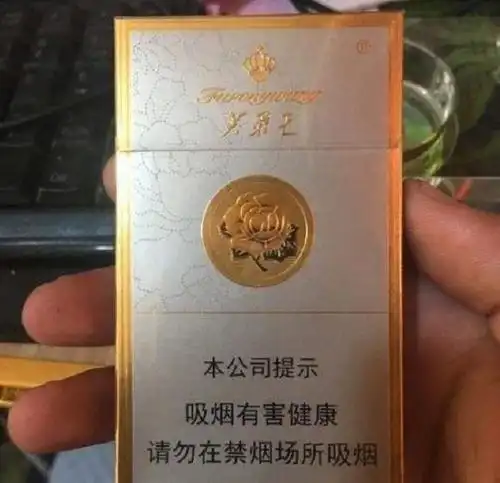 ®
Furongwang
芙蓉王
本公司提示
吸烟有害健康
请勿在禁烟场所吸烟